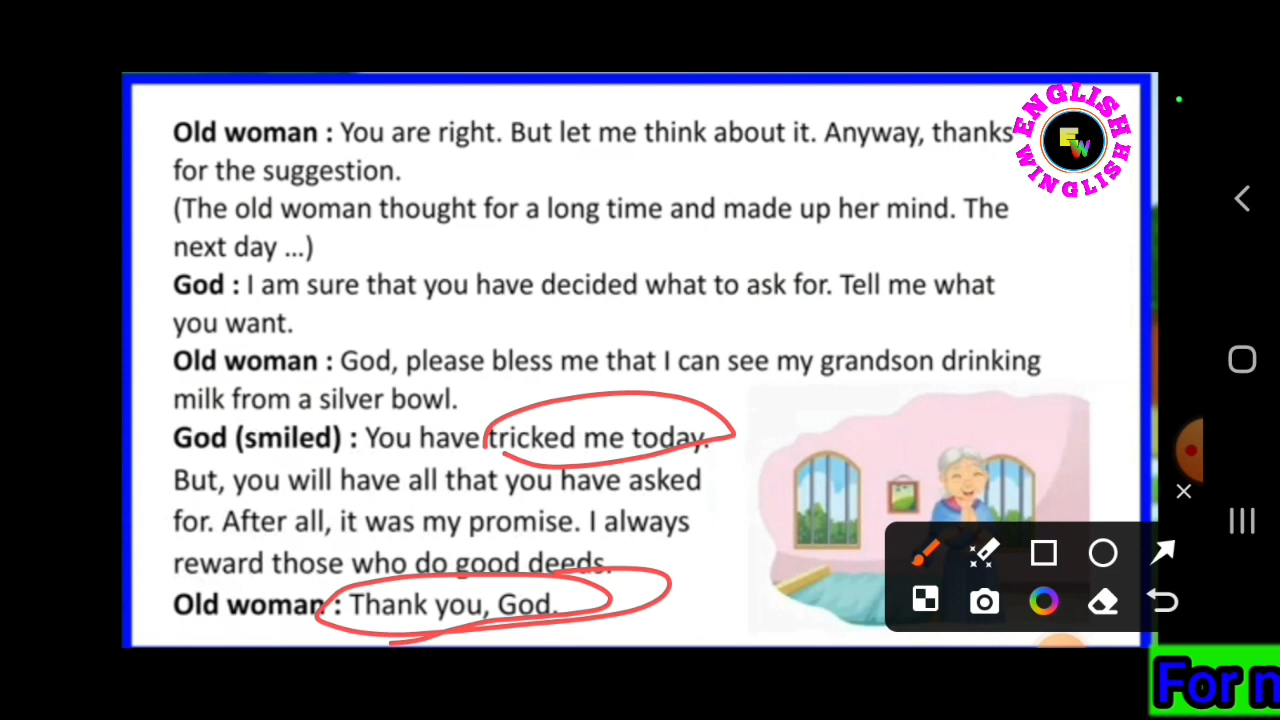 Old woman : You are right. But let me think about it. Anyway, thanks
for the suggestion.
(The old woman thought for a long time and made up her mind. The
next day ...)
God : I am sure that you have decided what to ask for. Tell me what
you want.
Old woman : God, please bless me that I can see my grandson drinking
milk from a silver bowl.
God (smiled) : You have tricked me today.
But, you will have all that you have asked
for. After all, it was my promise. I always
reward those who do good deeds.
Old woman : Thank you, God.
ENGLISH
EW
WINGLISH
For